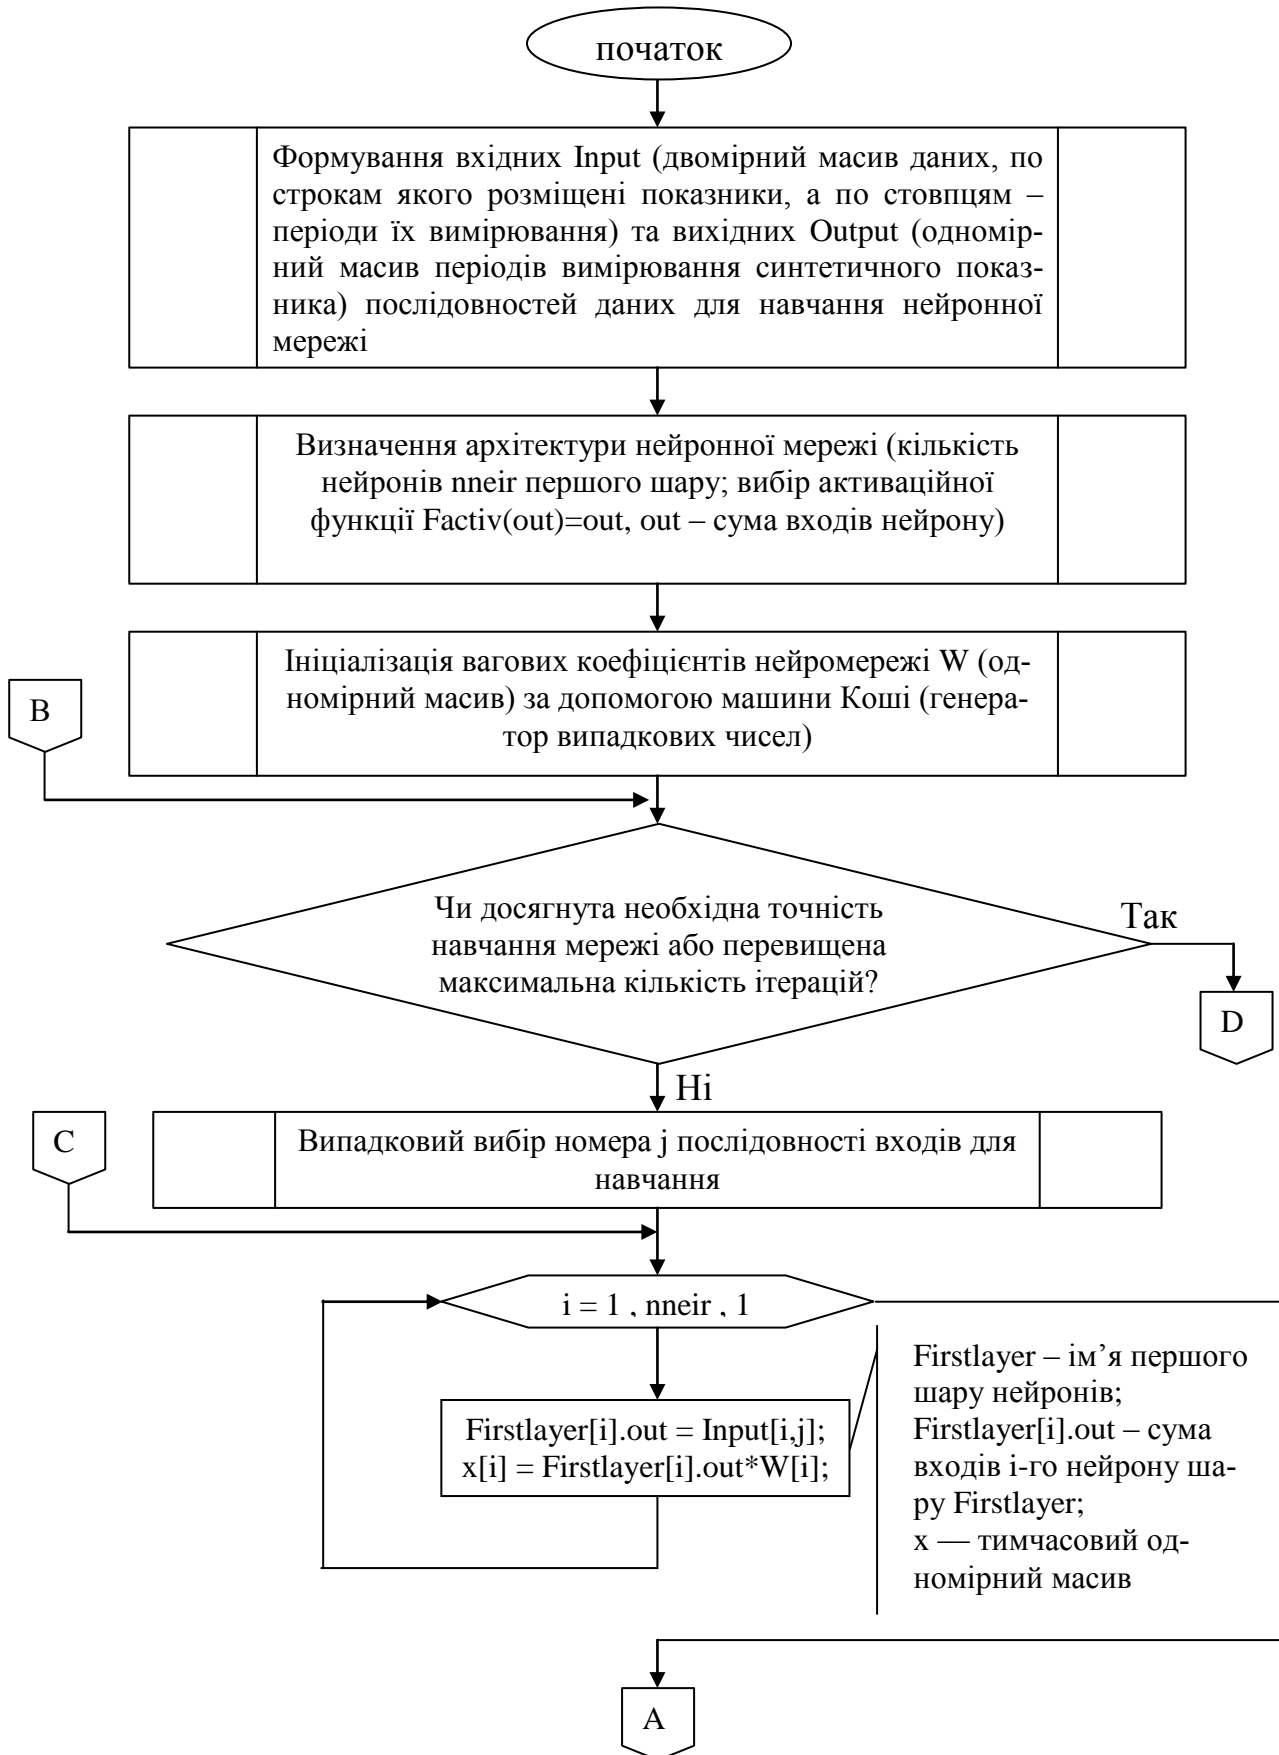 початок
Формування вхідних Input (двомірний масив даних, по
строкам якого розміщені показники, а по стовпцям –
періоди їх вимірювання) та вихідних Output (одномір-
ний масив періодів вимірювання синтетичного показ-
ника) послідовностей даних для навчання нейронної
мережі
Визначення архітектури нейронної мережі (кількість
нейронів nneir першого шару; вибір активаційної
функції Factiv(out)=out, out – сума входів нейрону)
Ініціалізація вагових коефіцієнтів нейромережі W (од-
номірний масив) за допомогою машини Коші (генера-
тор випадкових чисел)
B
Чи досягнута необхідна точність
навчання мережі або перевищена
максимальна кількість ітерацій?
Так
D
Ні
C
Випадковий вибір номера j послідовності входів для
навчання
i = 1 , nneir , 1
Firstlayer[i].out = Input[i,j];
x[i] = Firstlayer[i].out*W[i];
Firstlayer – ім’я першого
шару нейронів;
Firstlayer[i].out – сума
входів i-го нейрону ша-
ру Firstlayer;
x — тимчасовий од-
номірний масив
A